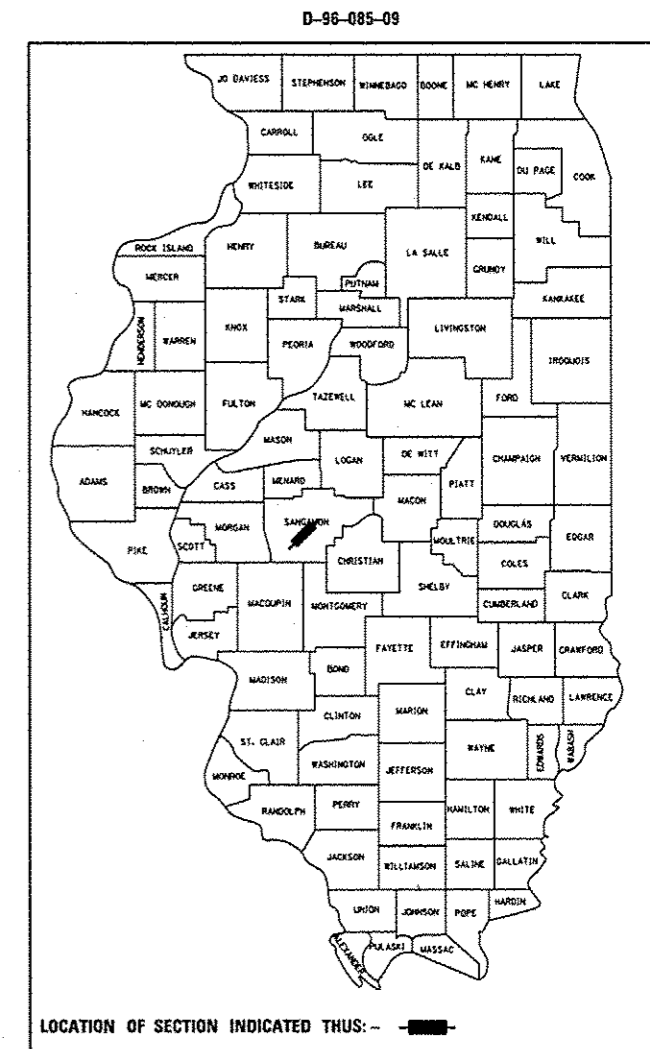 D-96-085-09
JO DAVIESS STEPHENSON WINNEBAGO BOONE MC HENRY LAKE
CARROLL OGLE
DE KALB KANE DU PAGE COOK
WHITESIDE LEE
KENDALL
ROCK ISLAND HENRY BUREAU LA SALLE GRUNDY WILL
MERCER PUTNAM
STARK MARSHALL KANKAKEE
HENDERSON WARREN KNOX PEORIA WOODFORD LIVINGSTON
IROQUOIS
HANCOCK MC DONOUGH FULTON TAZEWELL MC LEAN FORD
MASON
SCHUYLER LOGAN DE WITT CHAMPAIGN VERMILION
ADAMS BROWN CASS MENARD PIATT
MACON
MORGAN SANGAMON DOUGLAS
PIKE SCOTT CHRISTIAN MOULTRIE EDGAR
COLES
GREENE SHELBY
CALHOUN MACOUPIN MONTGOMERY CUMBERLAND CLARK
JERSEY
FAYETTE EFFINGHAM JASPER CRAWFORD
MADISON BOND
CLAY RICHLAND LAWRENCE
CLINTON MARION
ST. CLAIR WAYNE EDWARDS WABASH
WASHINGTON JEFFERSON
MONROE
RANDOLPH PERRY HAMILTON WHITE
FRANKLIN
JACKSON WILLIAMSON SALINE GALLATIN
UNION JOHNSON POPE HARDIN
ALEXANDER PULASKI MASSAC
LOCATION OF SECTION INDICATED THUS: -